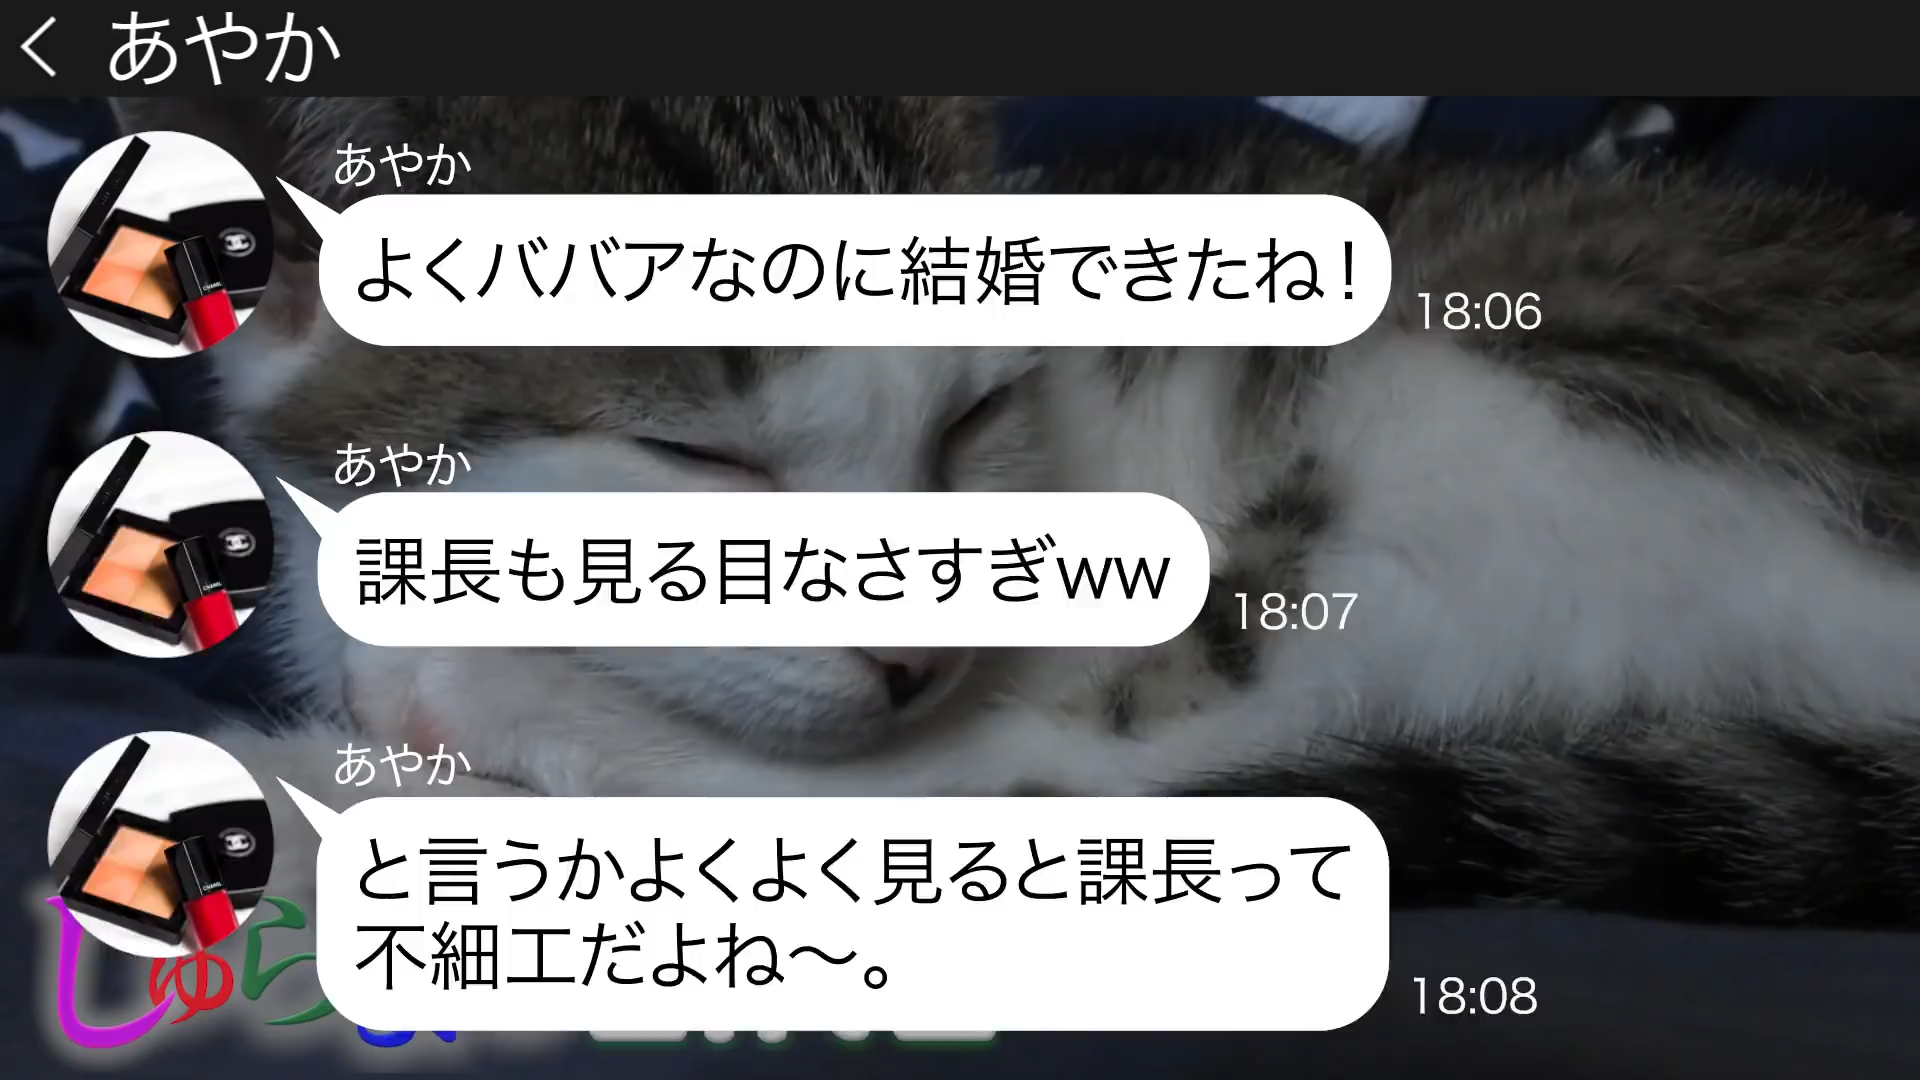 あやか
あやか
よくババアなのに結婚できたね！
18:06
あやか
課長も見る目なさすぎww
18:07
あやか
と言うかよくよく見ると課長って
不細工だよね〜。
18:08
しゅら